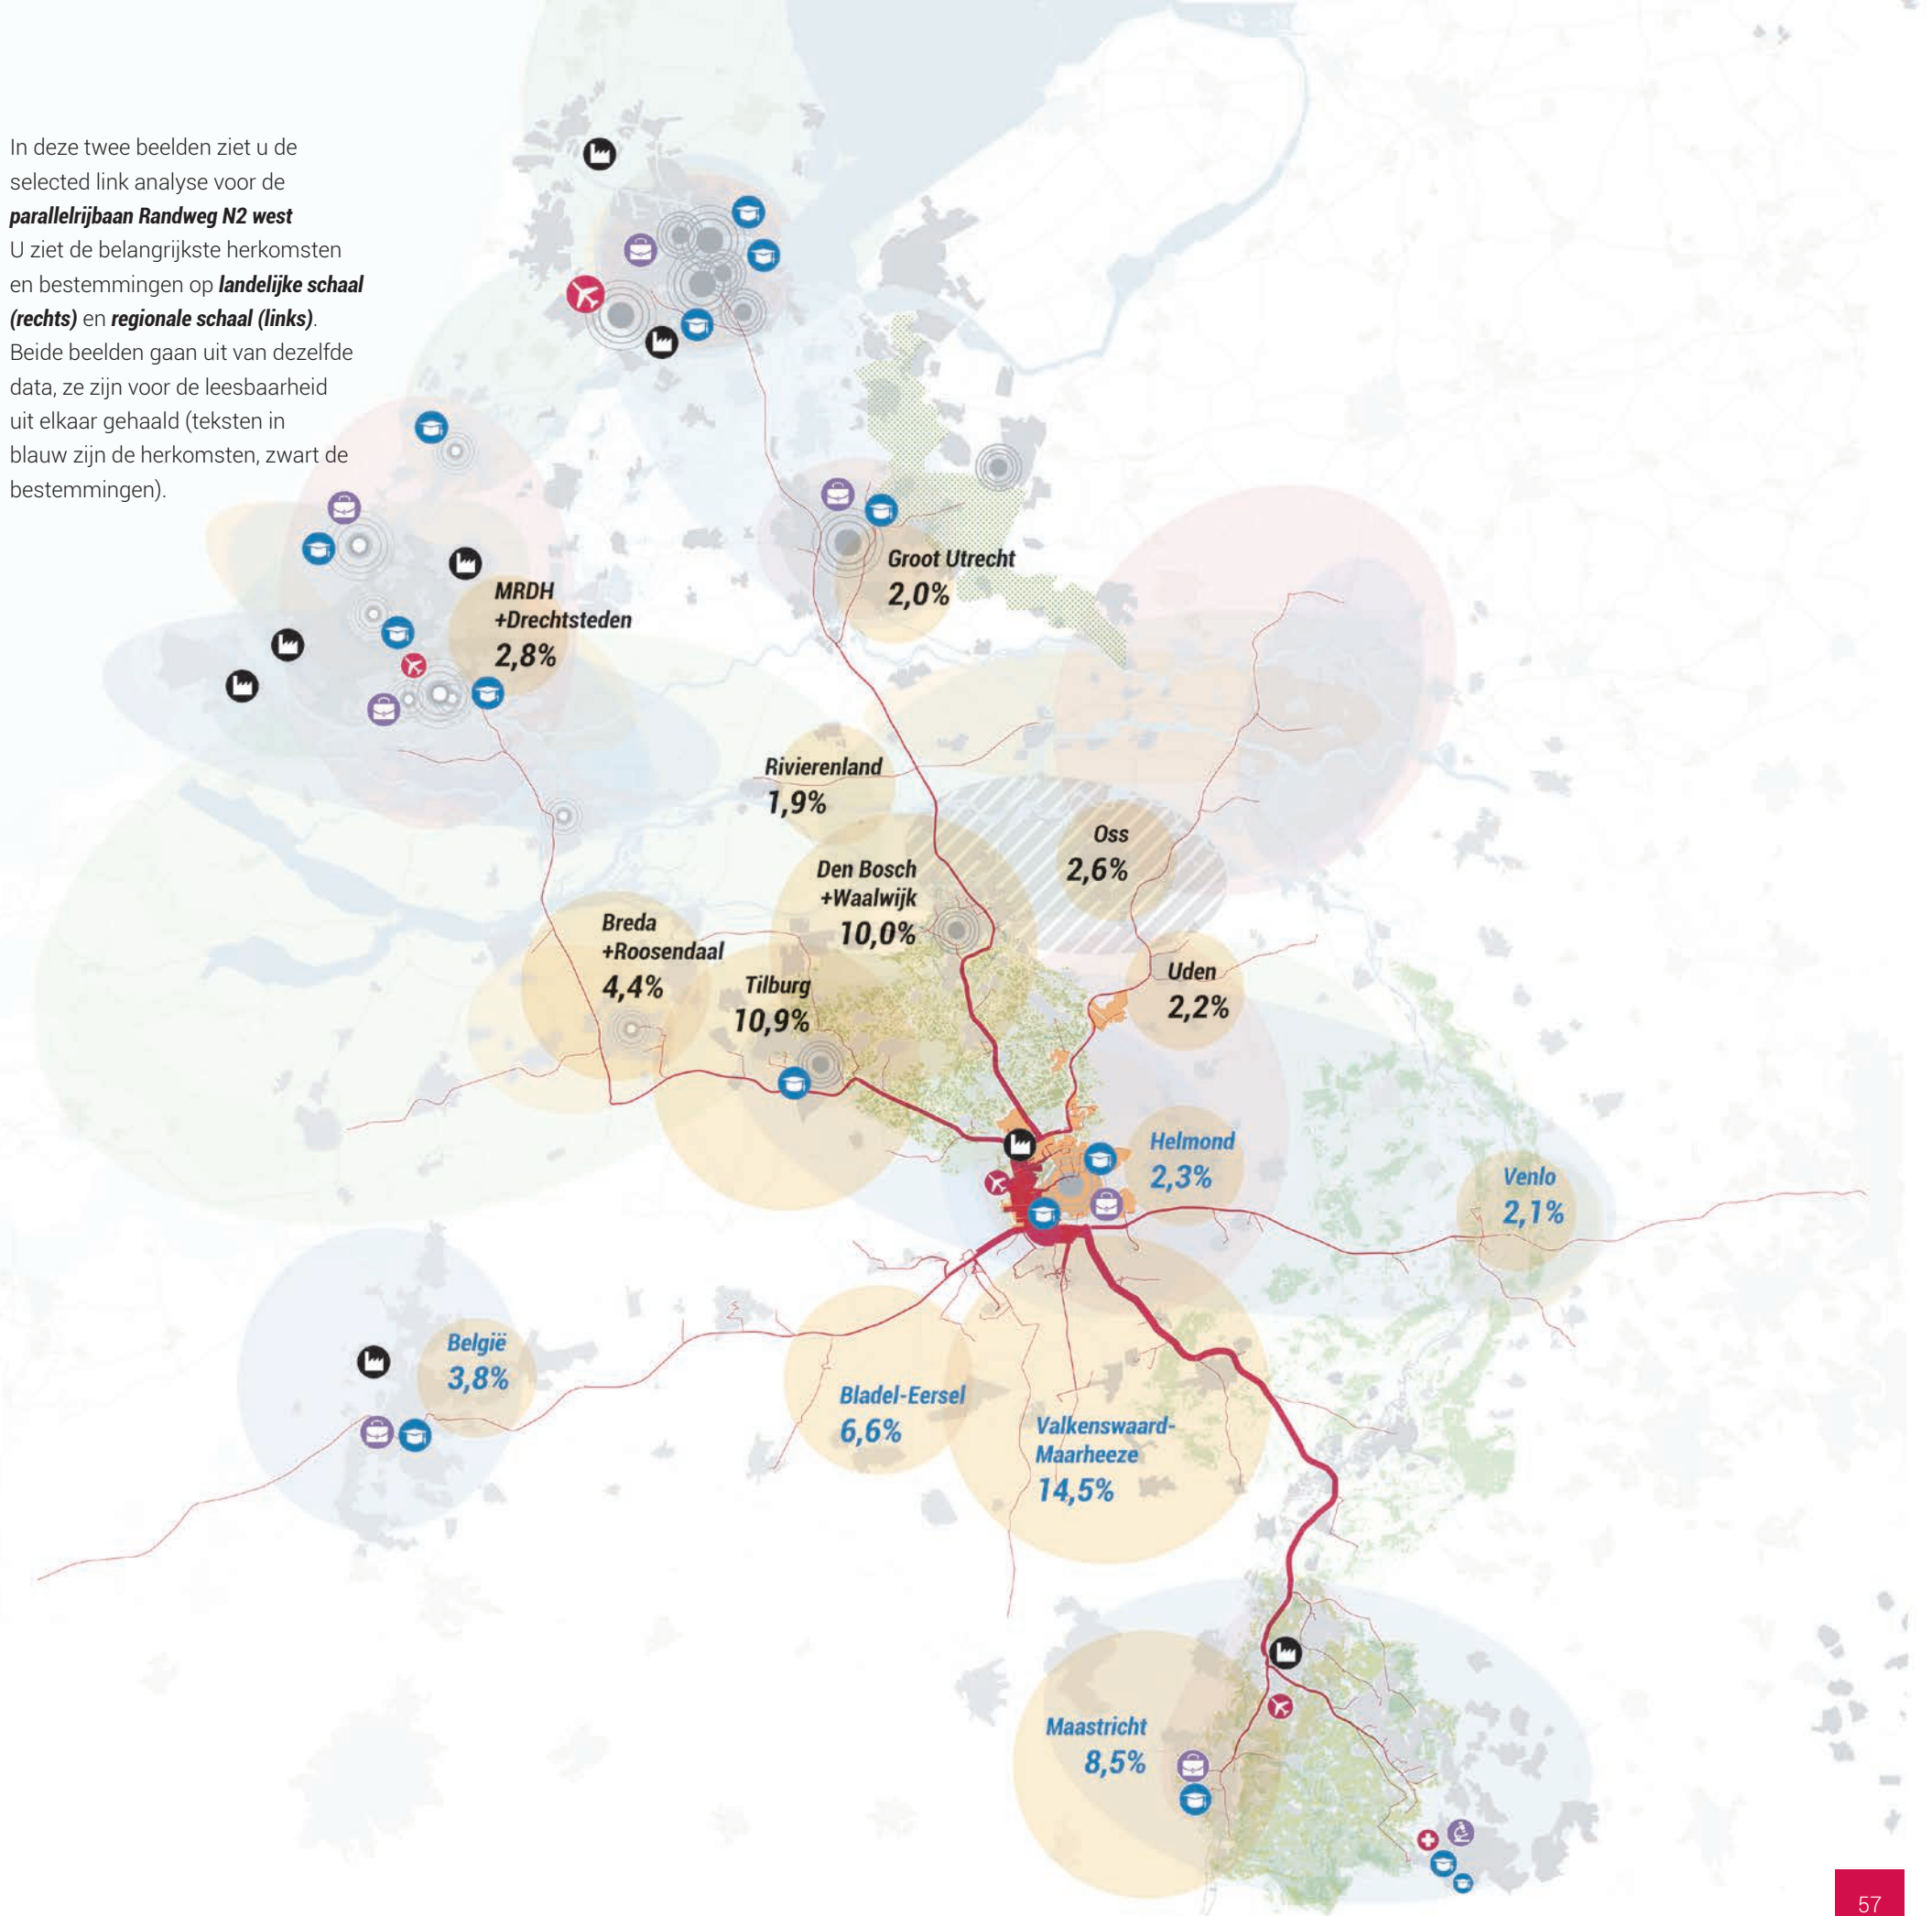 In deze twee beelden ziet u de
selected link analyse voor de
parallelrijbaan Randweg N2 west
U ziet de belangrijkste herkomsten
en bestemmingen op landelijke schaal
(rechts) en regionale schaal (links).
Beide beelden gaan uit van dezelfde
data, ze zijn voor de leesbaarheid
uit elkaar gehaald (teksten in
blauw zijn de herkomsten, zwart de
bestemmingen).
Groot Utrecht
2,0%
MRDH
+Drechtsteden
2,8%
Rivierenland
1,9%
Oss
2,6%
Den Bosch
+Waalwijk
10,0%
Breda
+Roosendaal
4,4%
Tilburg
10,9%
Uden
2,2%
Helmond
2,3%
Venlo
2,1%
België
3,8%
Bladel-Eersel
6,6%
Valkenswaard-
Maarheeze
14,5%
Maastricht
8,5%
57